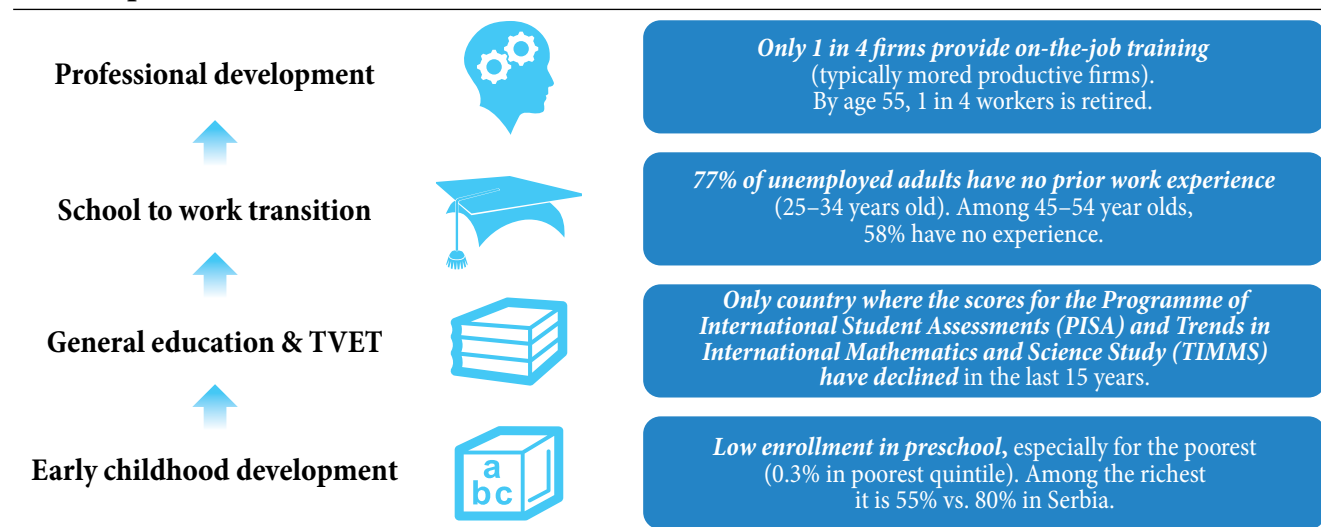 Professional development
Only 1 in 4 firms provide on-the-job training
(typically mored productive firms).
By age 55, 1 in 4 workers is retired.
School to work transition
77% of unemployed adults have no prior work experience
(25–34 years old). Among 45–54 year olds,
58% have no experience.
General education & TVET
Only country where the scores for the Programme of
International Student Assessments (PISA) and Trends in
International Mathematics and Science Study (TIMMS)
have declined in the last 15 years.
Early childhood development
a
bc
Low enrollment in preschool, especially for the poorest
(0.3% in poorest quintile). Among the richest
it is 55% vs. 80% in Serbia.